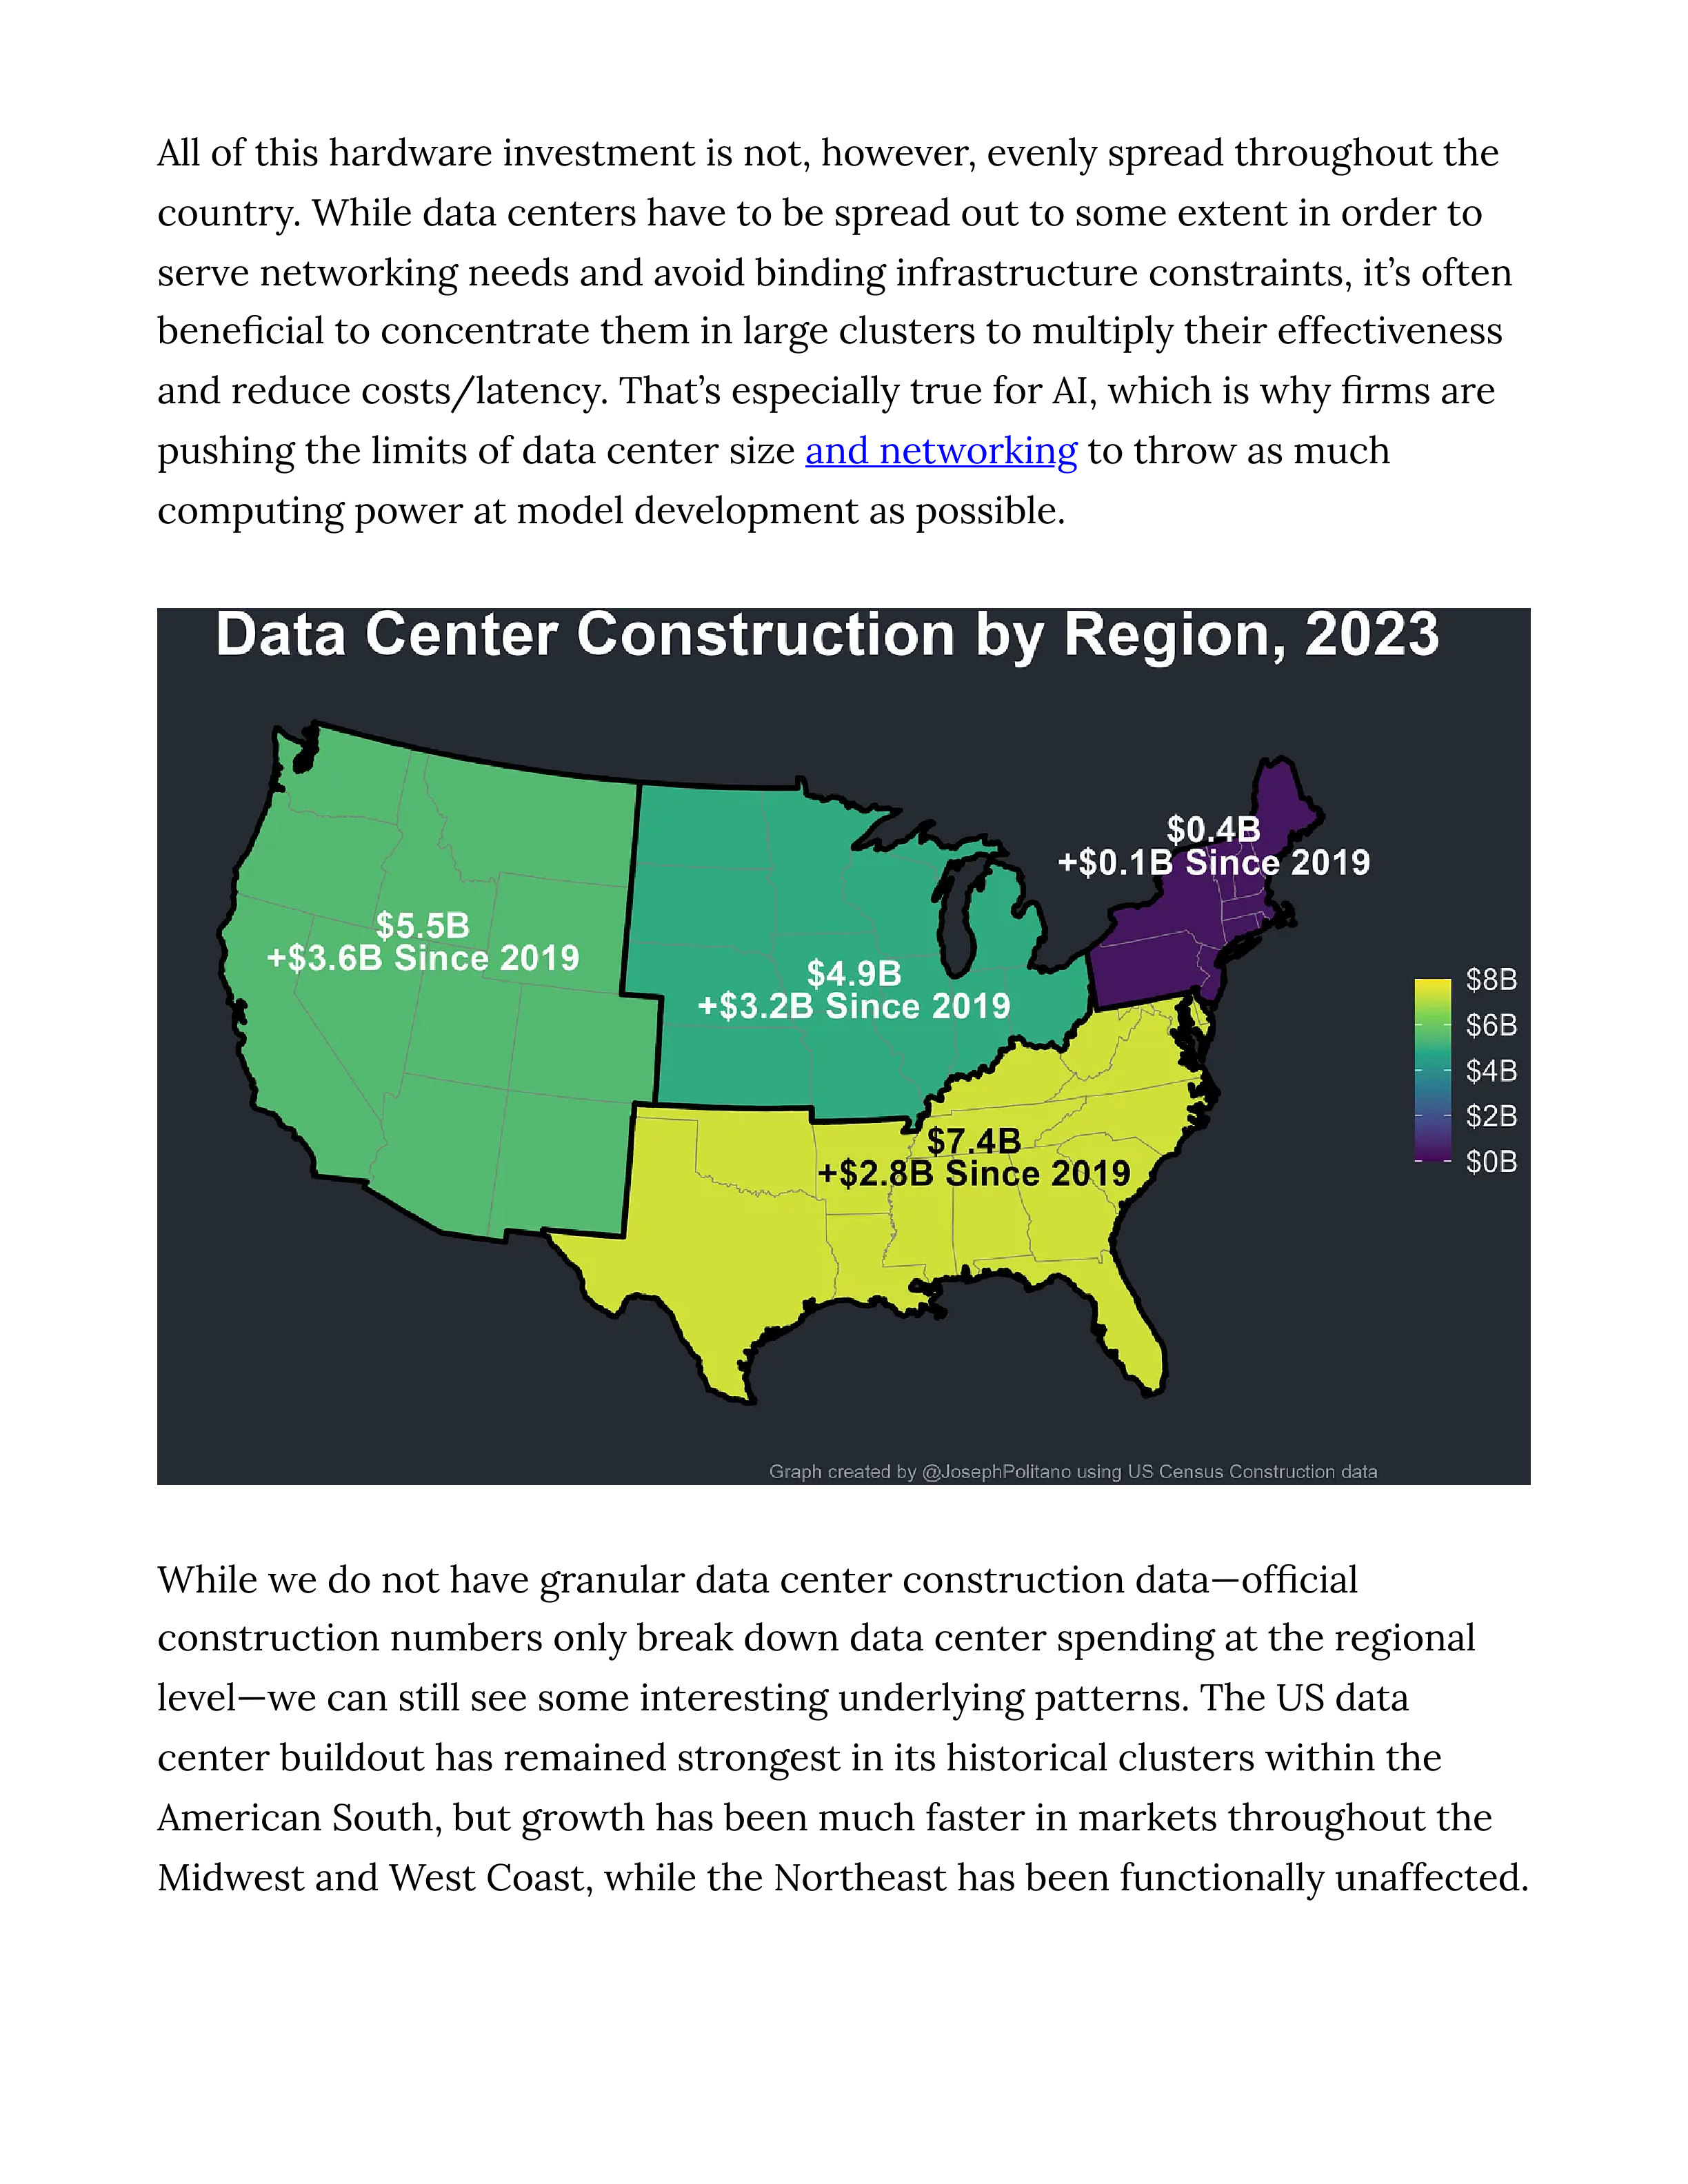 All of this hardware investment is not, however, evenly spread throughout the
country. While data centers have to be spread out to some extent in order to
serve networking needs and avoid binding infrastructure constraints, it’s often
beneficial to concentrate them in large clusters to multiply their effectiveness
and reduce costs/latency. That’s especially true for AI, which is why firms are
pushing the limits of data center size and networking to throw as much
computing power at model development as possible.
Data Center Construction by Region, 2023
$0.4B
+$0.1B Since 2019
$5.5B
+$3.6B Since 2019
$4.9B
+$3.2B Since 2019
$7.4B
+$2.8B Since 2019
$8B
$6B
$4B
$2B
$0B
Graph created by @JosephPolitano using US Census Construction data
While we do not have granular data center construction data—official
construction numbers only break down data center spending at the regional
level—we can still see some interesting underlying patterns. The US data
center buildout has remained strongest in its historical clusters within the
American South, but growth has been much faster in markets throughout the
Midwest and West Coast, while the Northeast has been functionally unaffected.